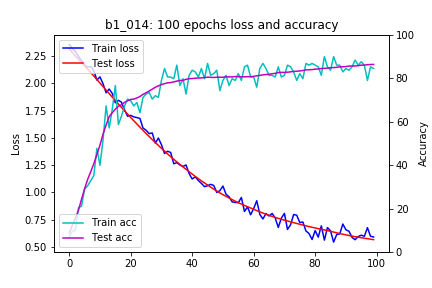 b1_014: 100 epochs loss and accuracy
Train loss
Test loss
Train acc
Test acc
Loss
2.25
2.00
1.75
1.50
1.25
1.00
0.75
0.50
Accuracy
100
80
60
40
20
0
0 20 40 60 80 100